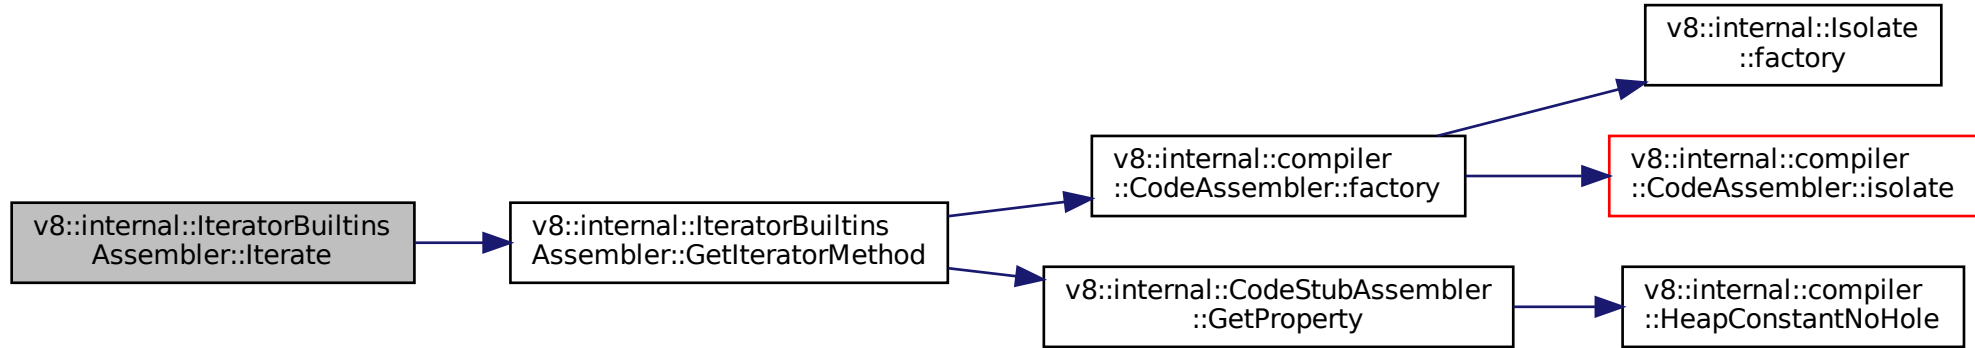 v8::internal::IteratorBuiltins
Assembler::Iterate
v8::internal::IteratorBuiltins
Assembler::GetIteratorMethod
v8::internal::compiler
::CodeAssembler::factory
v8::internal::Isolate
::factory
v8::internal::compiler
::CodeAssembler::isolate
v8::internal::CodeStubAssembler
::GetProperty
v8::internal::compiler
::HeapConstantNoHole